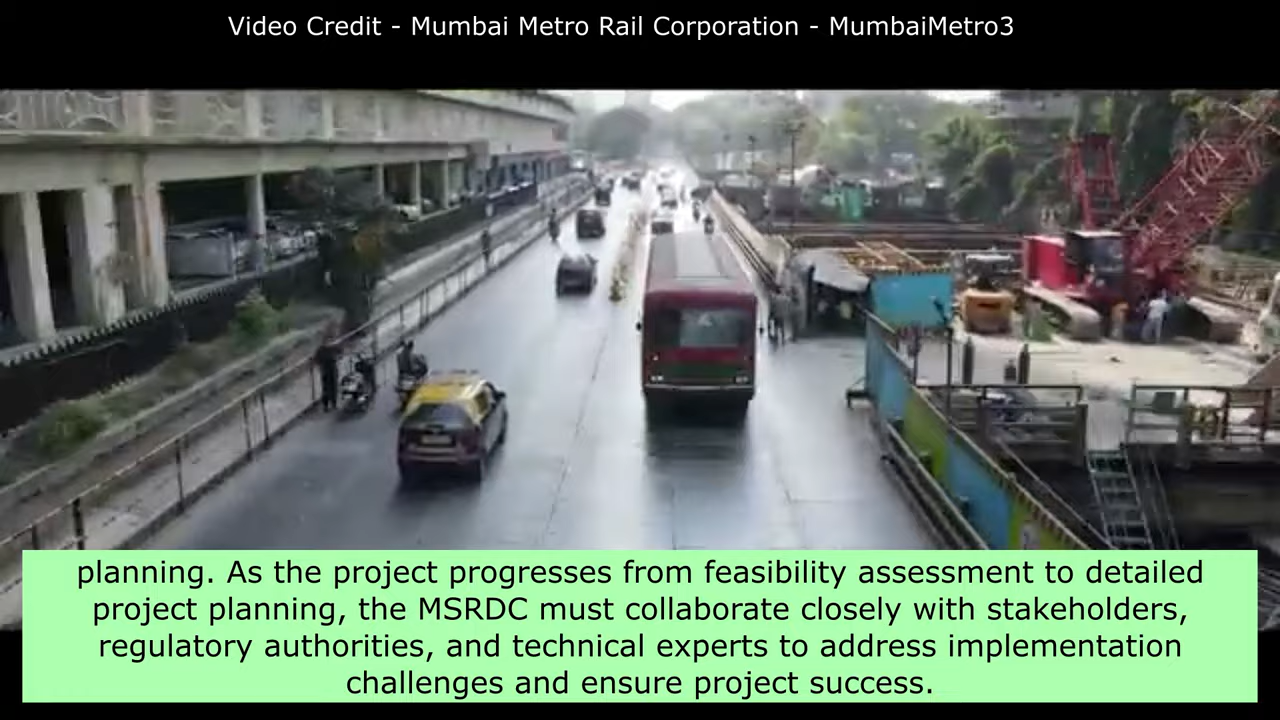 Video Credit - Mumbai Metro Rail Corporation - MumbaiMetro3
planning. As the project progresses from feasibility assessment to detailed
project planning, the MSRDC must collaborate closely with stakeholders,
regulatory authorities, and technical experts to address implementation
challenges and ensure project success.